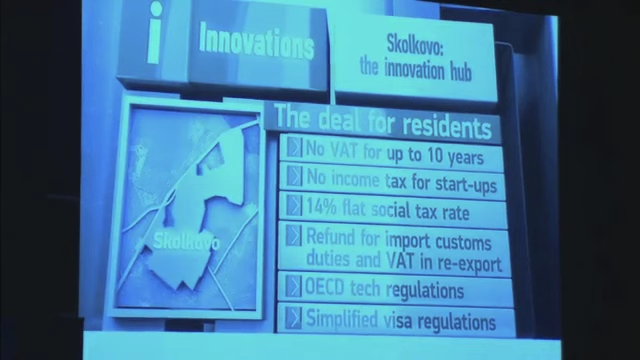 i
Innovations
Skolkovo:
the innovation hub
The deal for residents
No VAT for up to 10 years
No income tax for start-ups
14% flat social tax rate
Refund for import customs
duties and VAT in re-export
OECD tech regulations
Simplified visa regulations
Skolkovo